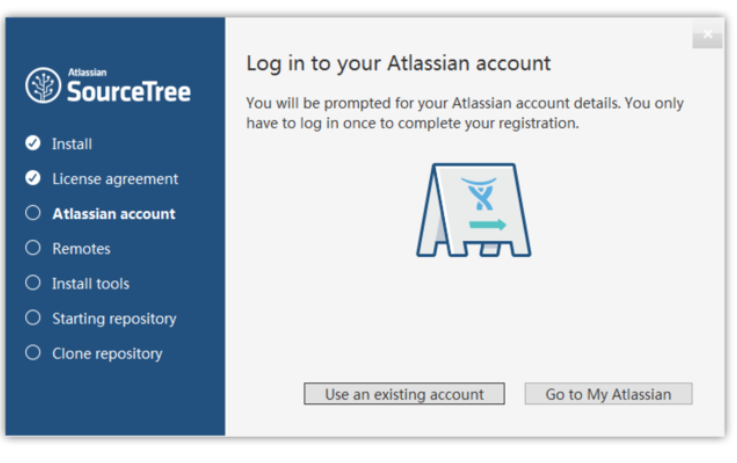 Atlassian
SourceTree
Install
License agreement
Atlassian account
Remotes
Install tools
Starting repository
Clone repository
Log in to your Atlassian account
You will be prompted for your Atlassian account details. You only
have to log in once to complete your registration.
Use an existing account
Go to My Atlassian